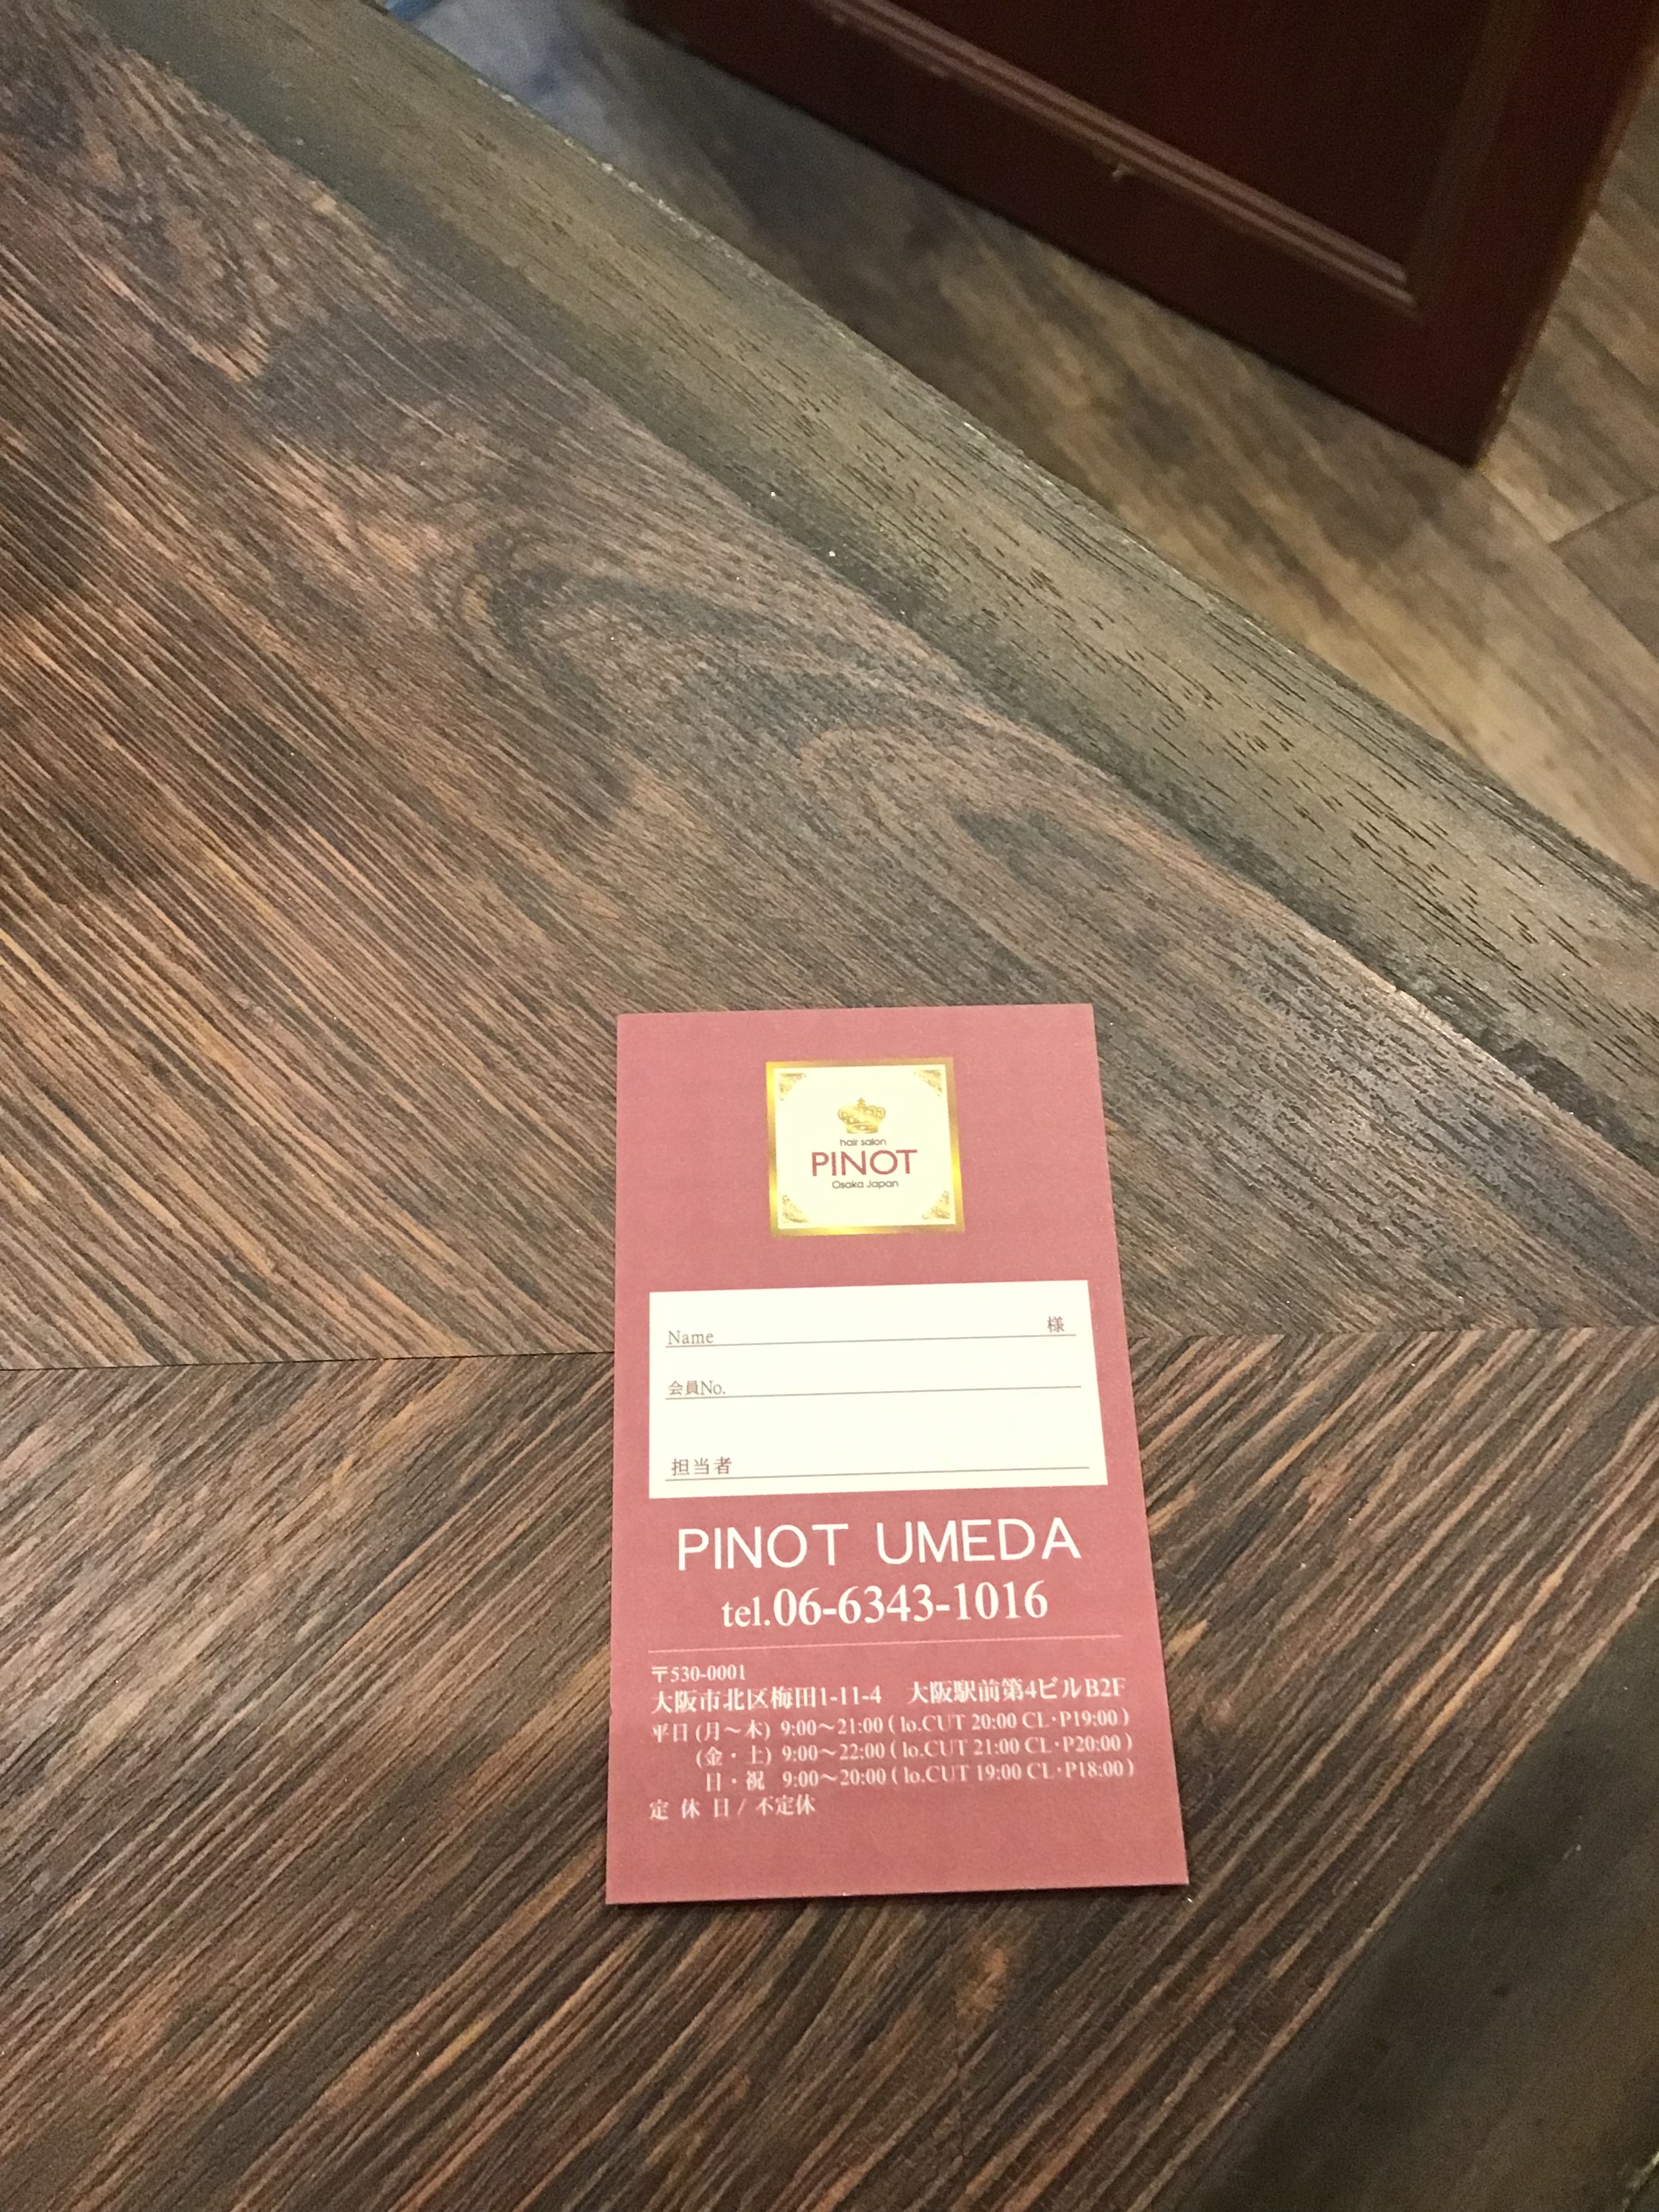 hair salon
PINOT
Osaka Japan
Name 様
会員No.
担当者
PINOT UMEDA
tel.06-6343-1016
〒530-0001
大阪市北区梅田1-11-4 大阪駅前第4ビルB2F
平日(月～木) 9:00～21:00 ( lo.CUT 20:00 CL･P19:00 )
(金・土) 9:00～22:00 ( lo.CUT 21:00 CL･P20:00 )
日・祝 9:00～20:00 ( lo.CUT 19:00 CL･P18:00 )
定 休 日 / 不定休